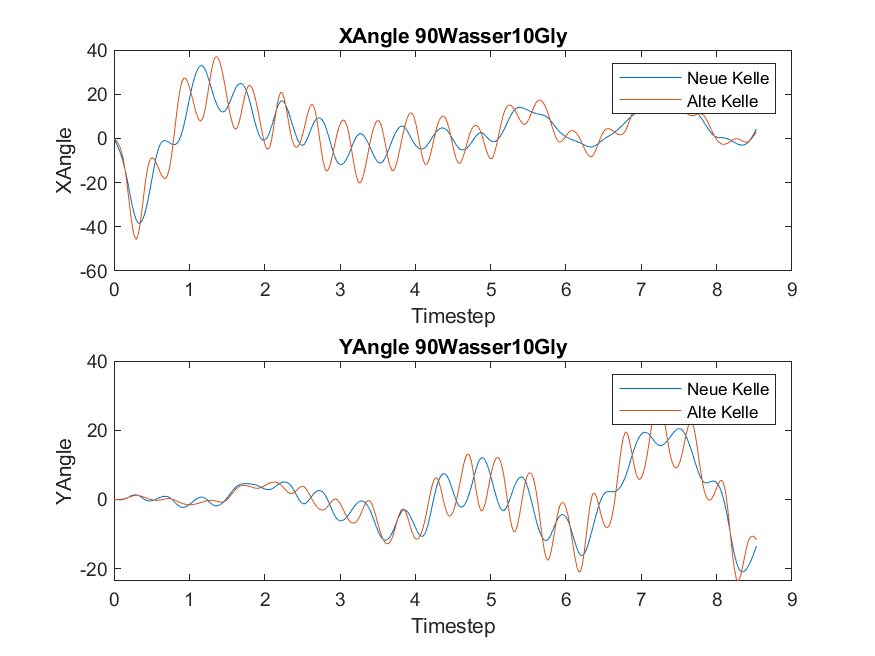 XAngle 90Wasser10Gly
40
20
0
-20
-40
-60
XAngle
Neue Kelle
Alte Kelle
0 1 2 3 4 5 6 7 8 9
Timestep
YAngle 90Wasser10Gly
40
20
0
-20
YAngle
Neue Kelle
Alte Kelle
0 1 2 3 4 5 6 7 8 9
Timestep